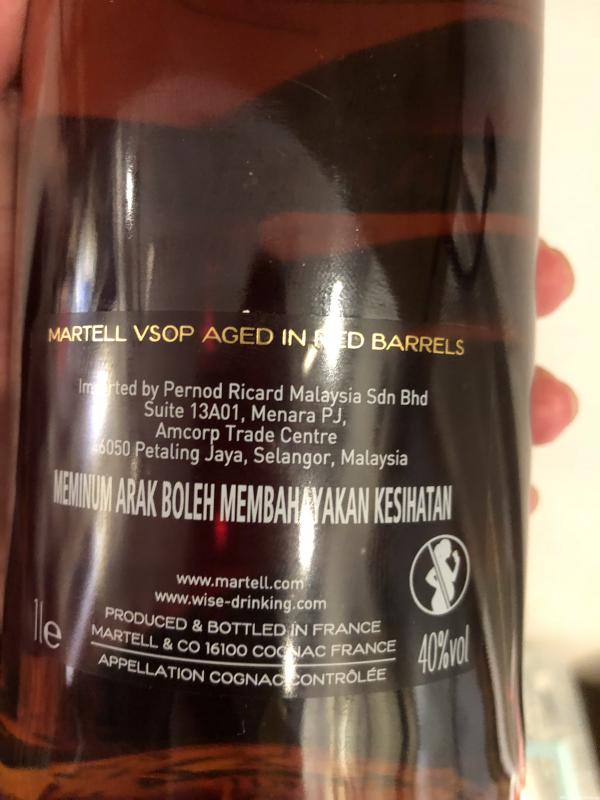 MARTELL VSOP AGED IN RED BARRELS
Imported by Pernod Ricard Malaysia Sdn Bhd
Suite 13A01, Menara PJ,
Amcorp Trade Centre
46050 Petaling Jaya, Selangor, Malaysia
MEMINUM ARAK BOLEH MEMBAHAYAKAN KESIHATAN
www.martell.com
www.wise-drinking.com
PRODUCED & BOTTLED IN FRANCE
MARTELL & CO 16100 COGNAC FRANCE
APPELLATION COGNAC CONTRÔLÉE
1le
40%vol